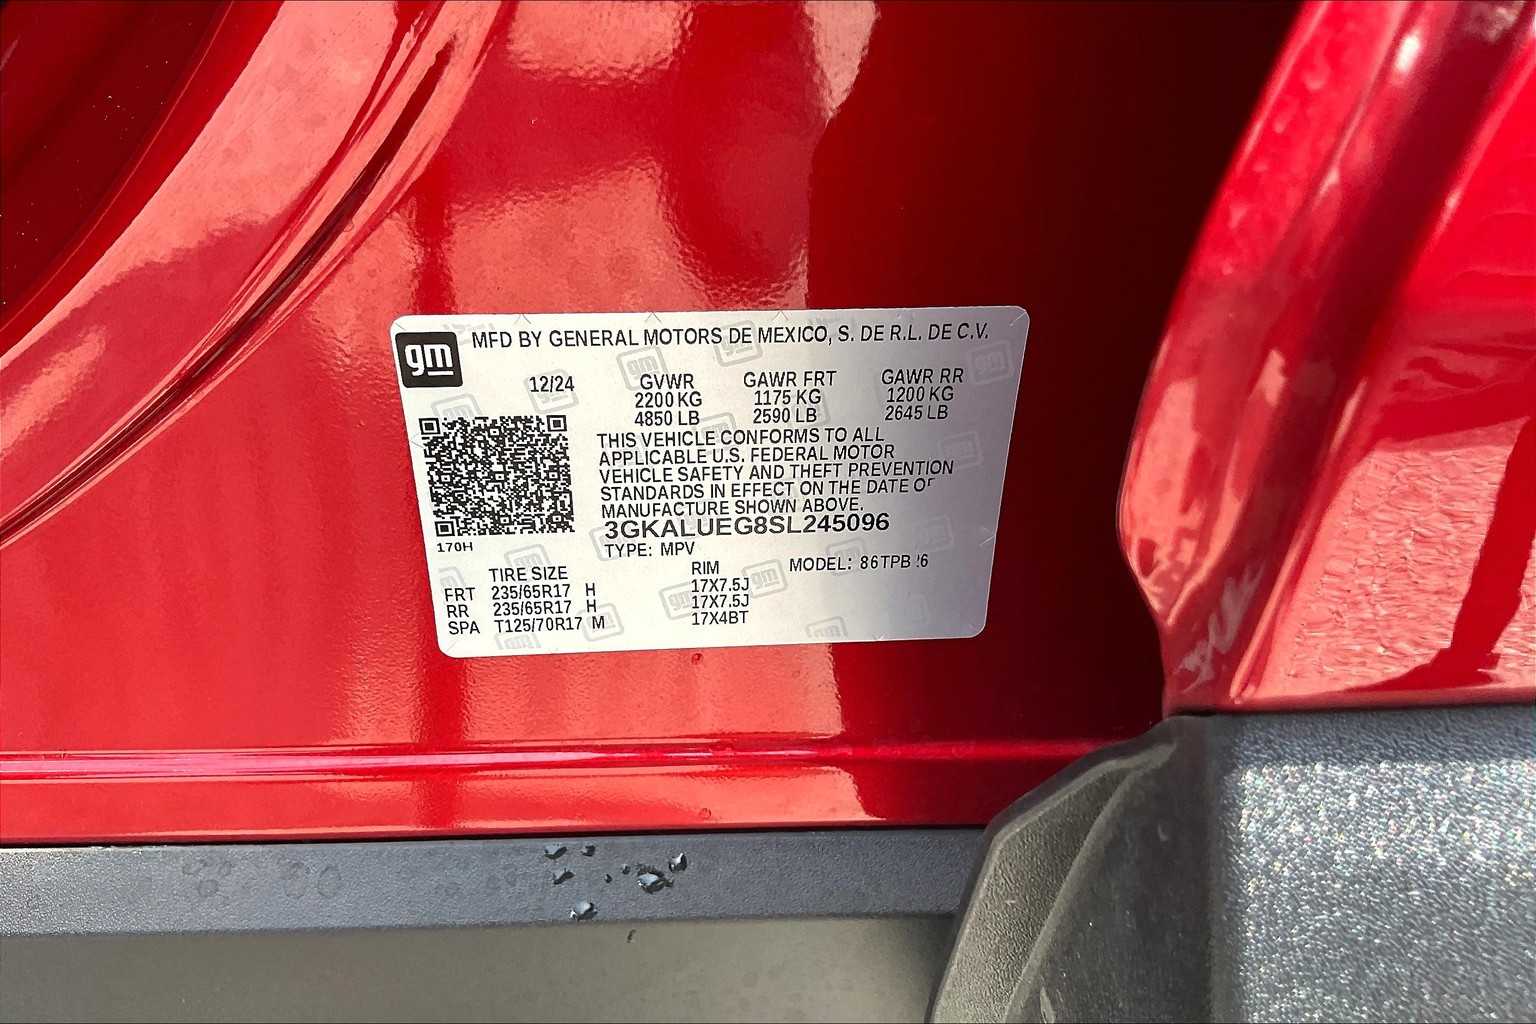 gm
MFD BY GENERAL MOTORS DE MEXICO, S. DE R.L. DE C.V.
12/24 GVWR GAWR FRT GAWR RR
2200 KG 1175 KG 1200 KG
4850 LB 2590 LB 2645 LB
THIS VEHICLE CONFORMS TO ALL
APPLICABLE U.S. FEDERAL MOTOR
VEHICLE SAFETY AND THEFT PREVENTION
STANDARDS IN EFFECT ON THE DATE OF
MANUFACTURE SHOWN ABOVE.
3GKALUEG8SL245096
170H
TYPE: MPV
TIRE SIZE RIM MODEL:
FRT 235/65R17 H 17X7.5J
RR 235/65R17 H 17X7.5J
SPA T125/70R17 M 17X4BT